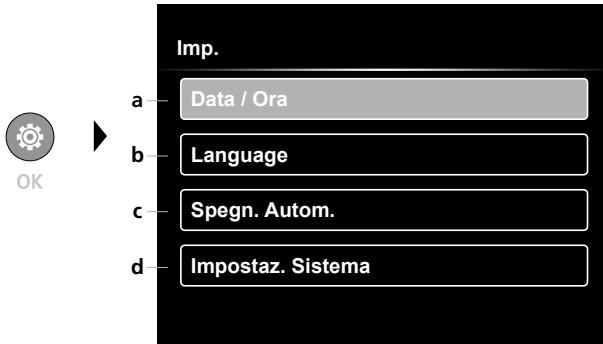 Imp.
a Data / Ora
b Language
OK
c Spegn. Autom.
d Impostaz. Sistema